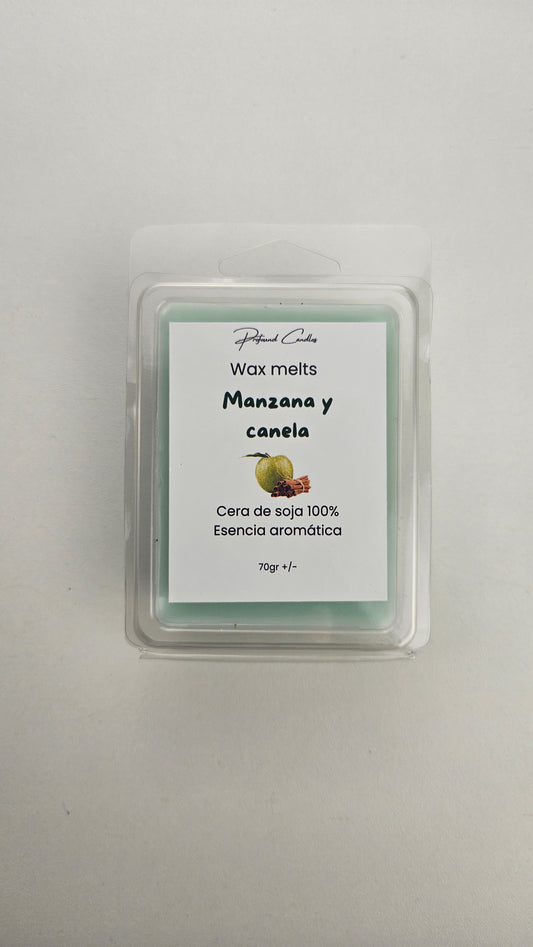 Profound Candles
Wax melts
Manzana y
canela
Cera de soja 100%
Esencia aromática
70gr +/-